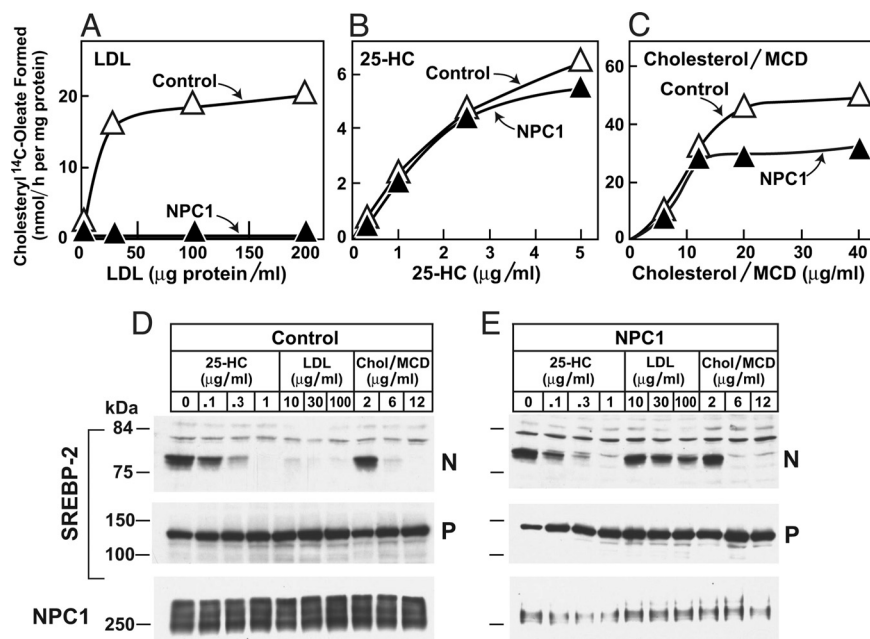 A
LDL
Control
NPC1
Cholesteryl ¹⁴C-Oleate Formed
(nmol/h per mg protein)
20
10
0
0 50 100 150 200
LDL (µg protein/ml)
B
25-HC
Control
NPC1
6
4
2
0
0 1 2 3 4 5
25-HC (µg/ml)
C
Cholesterol/MCD
Control
NPC1
60
40
20
0
0 10 20 30 40
Cholesterol/MCD (µg/ml)
D
Control
25-HC
(µg/ml)
LDL
(µg/ml)
Chol/MCD
(µg/ml)
0 .1 .3 1 10 30 100 2 6 12
kDa
84
75
N
SREBP-2
150
100
P
NPC1
250
E
NPC1
25-HC
(µg/ml)
LDL
(µg/ml)
Chol/MCD
(µg/ml)
0 .1 .3 1 10 30 100 2 6 12
N
P